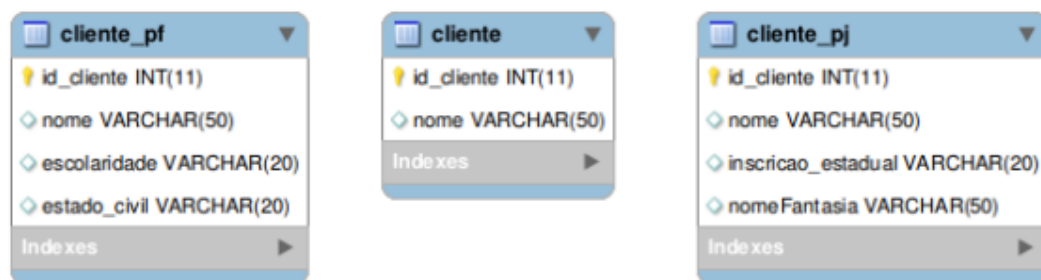 cliente_pf
id_cliente INT(11)
nome VARCHAR(50)
escolaridade VARCHAR(20)
estado_civil VARCHAR(20)
Indexes
cliente
id_cliente INT(11)
nome VARCHAR(50)
Indexes
cliente_pj
id_cliente INT(11)
nome VARCHAR(50)
inscricao_estadual VARCHAR(20)
nomeFantasia VARCHAR(50)
Indexes